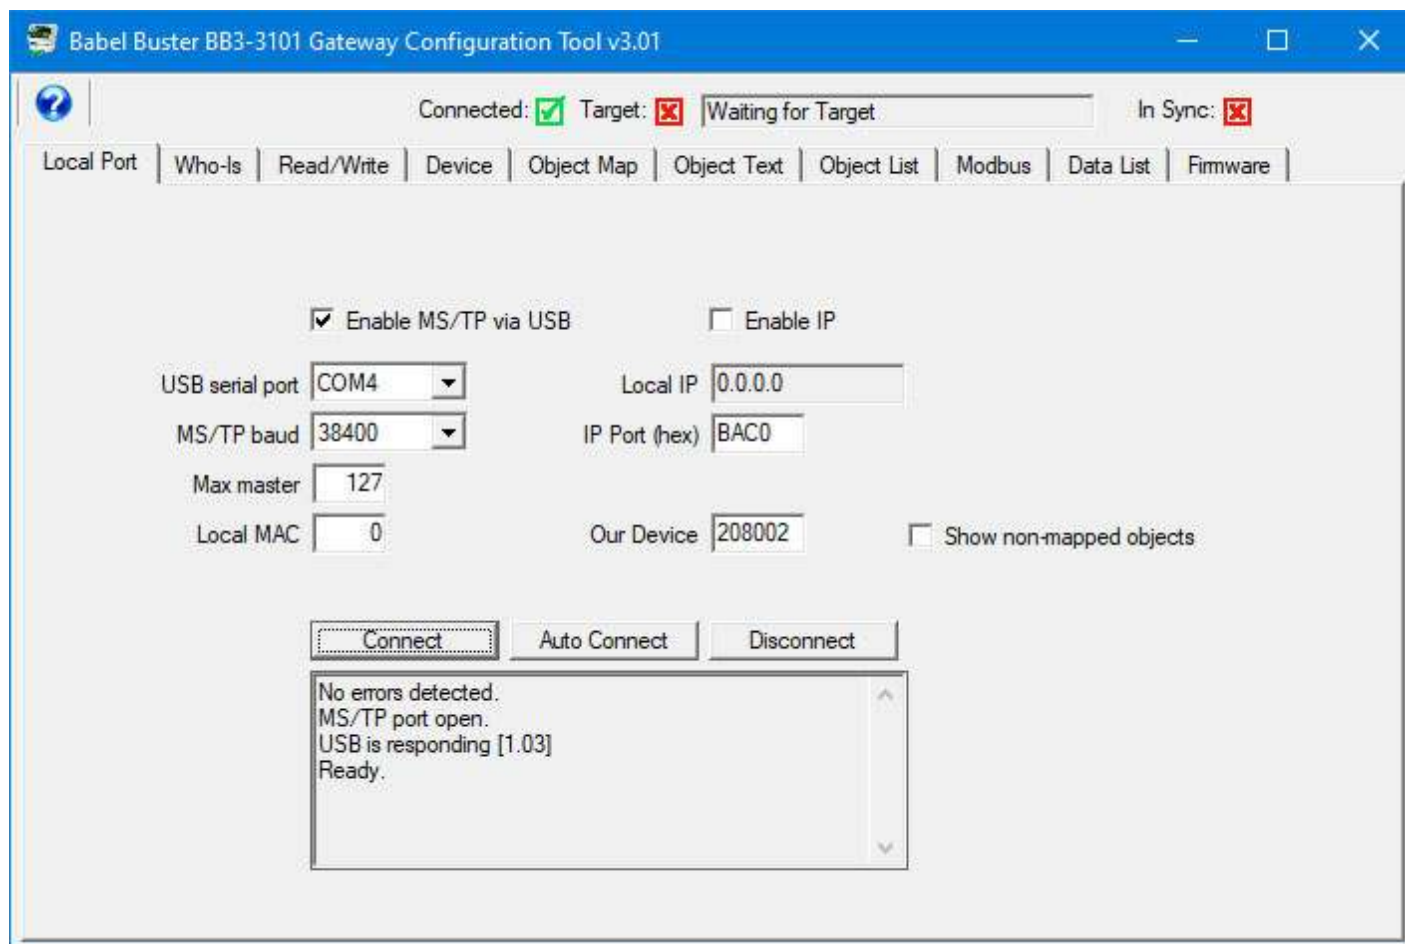 Babel Buster BB3-3101 Gateway Configuration Tool v3.01
Connected: Target: Waiting for Target In Sync:
Local Port Who-Is Read/Write Device Object Map Object Text Object List Modbus Data List Firmware
Enable MS/TP via USB Enable IP
USB serial port COM4 Local IP 0.0.0.0
MS/TP baud 38400 IP Port (hex) BAC0
Max master 127
Local MAC 0 Our Device 208002 Show non-mapped objects
Connect Auto Connect Disconnect
No errors detected.
MS/TP port open.
USB is responding [1.03]
Ready.